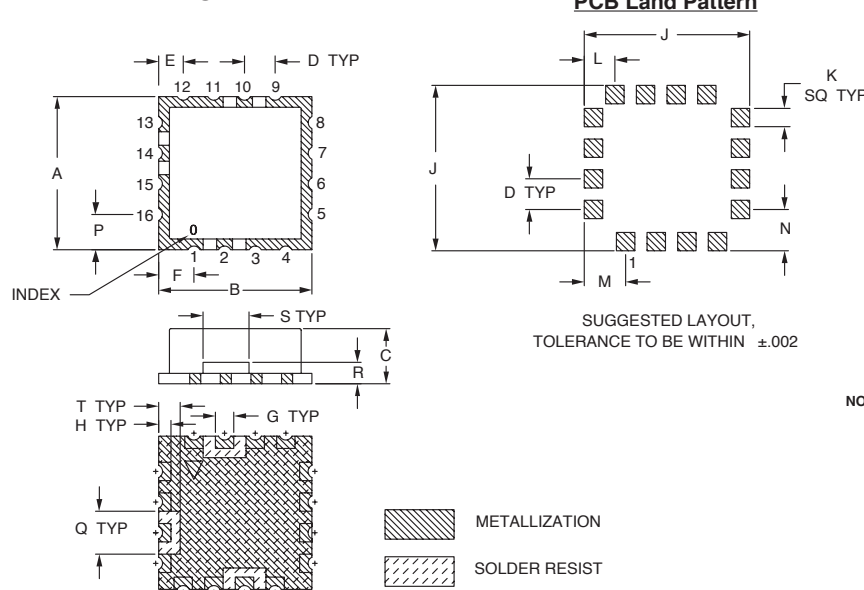 PCB Land Pattern
E
D TYP
12 11 10 9
13
14
15
16
8
7
6
5
A
P
0
1 2 3 4
F
B
INDEX
J
L
K
SQ TYP
J
D TYP
N
1
M
SUGGESTED LAYOUT,
TOLERANCE TO BE WITHIN ±.002
S TYP
C
R
T TYP
H TYP
G TYP
Q TYP
METALLIZATION
SOLDER RESIST
NO